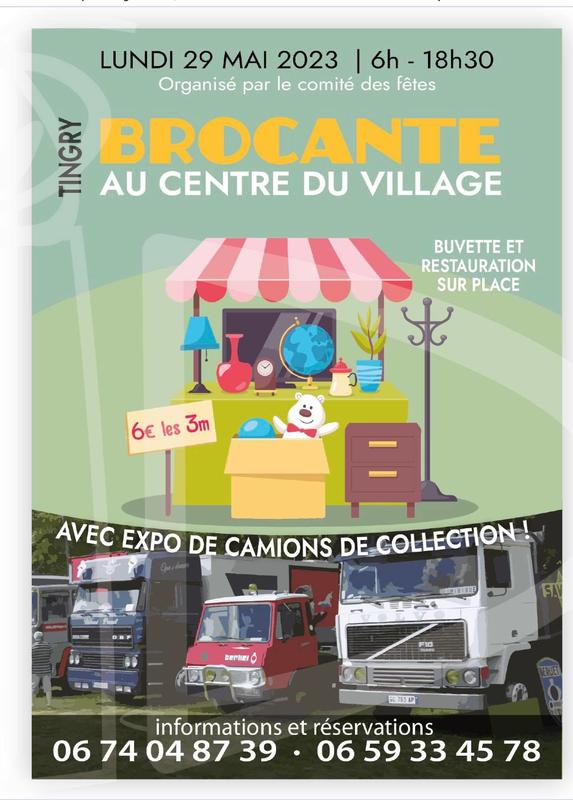 LUNDI 29 MAI 2023 | 6h - 18h30
Organisé par le comité des fêtes
TINGRY
BROCANTE
AU CENTRE DU VILLAGE
BUVETTE ET
RESTAURATION
SUR PLACE
6€ les 3m
AVEC EXPO DE CAMIONS DE COLLECTION !
berliet
VOLVO
F10
informations et réservations
06 74 04 87 39 • 06 59 33 45 78